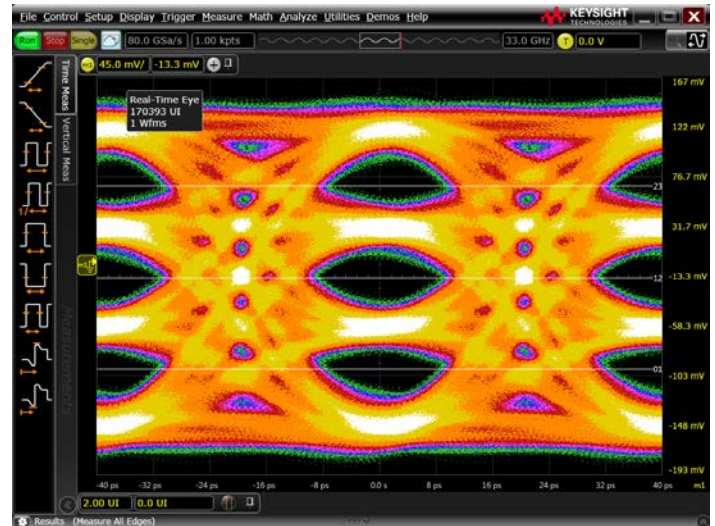 File Control Setup Display Trigger Measure Math Analyze Utilities Demos Help
KEYSIGHT
TECHNOLOGIES
Run Stop Single 80.0 GSa/s 1.00 kpts 33.0 GHz T 0.0 V
m1 45.0 mV/ -13.3 mV
Real-Time Eye
170393 UI
1 Wfms
Time Meas
Vertical Meas
Measurements
167 mV
122 mV
76.7 mV
31.7 mV
-13.3 mV
-58.3 mV
-103 mV
-148 mV
-193 mV
23
12
01
-40 ps -32 ps -24 ps -16 ps -8 ps 0.0 s 8 ps 16 ps 24 ps 32 ps 40 ps m1
2.00 UI 0.0 UI
Results (Measure All Edges)